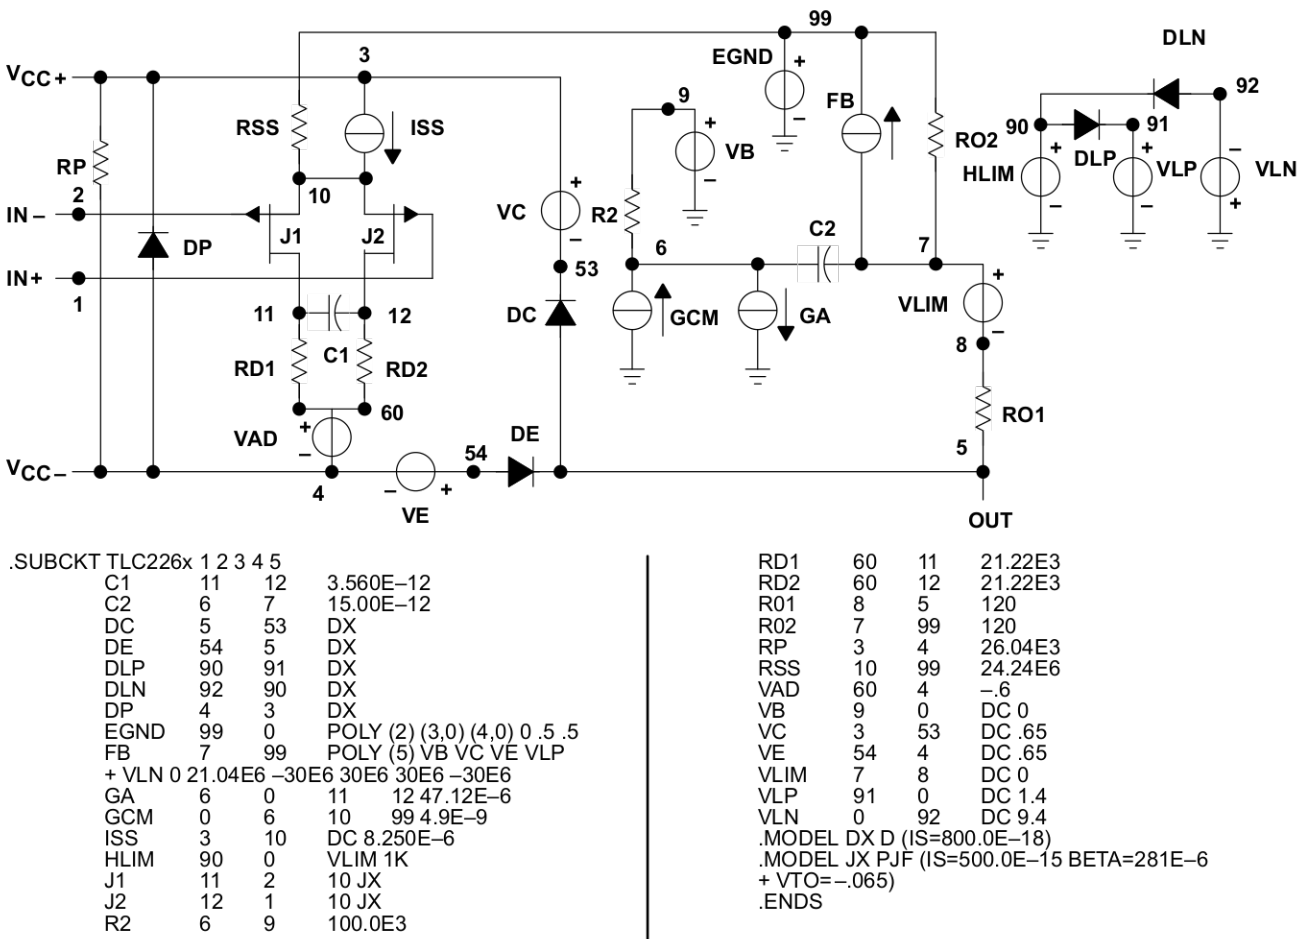 99
DLN
3
VCC+
EGND
+
92
9
RSS
ISS
FB
+
90
91
RP
VB
RO2
–
10
HLIM
+
DLP
+
VLP
–
VLN
2
–
–
+
IN–
VC
+
–
R2
C2
J1
J2
6
7
DP
IN+
53
+
1
VLIM
–
11
12
DC
GCM
GA
8
C1
RD1
RD2
60
RO1
VAD
+
–
DE
54
5
VCC–
4
–
+
VE
OUT
.SUBCKT TLC226x 1 2 3 4 5
C1 11 12 3.560E–12
C2 6 7 15.00E–12
DC 5 53 DX
DE 54 5 DX
DLP 90 91 DX
DLN 92 90 DX
DP 4 3 DX
EGND 99 0 POLY (2) (3,0) (4,0) 0 .5 .5
FB 7 99 POLY (5) VB VC VE VLP
+ VLN 0 21.04E6 –30E6 30E6 30E6 –30E6
GA 6 0 11 12 47.12E–6
GCM 0 6 10 99 4.9E–9
ISS 3 10 DC 8.250E–6
HLIM 90 0 VLIM 1K
J1 11 2 10 JX
J2 12 1 10 JX
R2 6 9 100.0E3
RD1 60 11 21.22E3
RD2 60 12 21.22E3
R01 8 5 120
R02 7 99 120
RP 3 4 26.04E3
RSS 10 99 24.24E6
VAD 60 4 –.6
VB 9 0 DC 0
VC 3 53 DC .65
VE 54 4 DC .65
VLIM 7 8 DC 0
VLP 91 0 DC 1.4
VLN 0 92 DC 9.4
.MODEL DX D (IS=800.0E–18)
.MODEL JX PJF (IS=500.0E–15 BETA=281E–6
+ VTO=–.065)
.ENDS